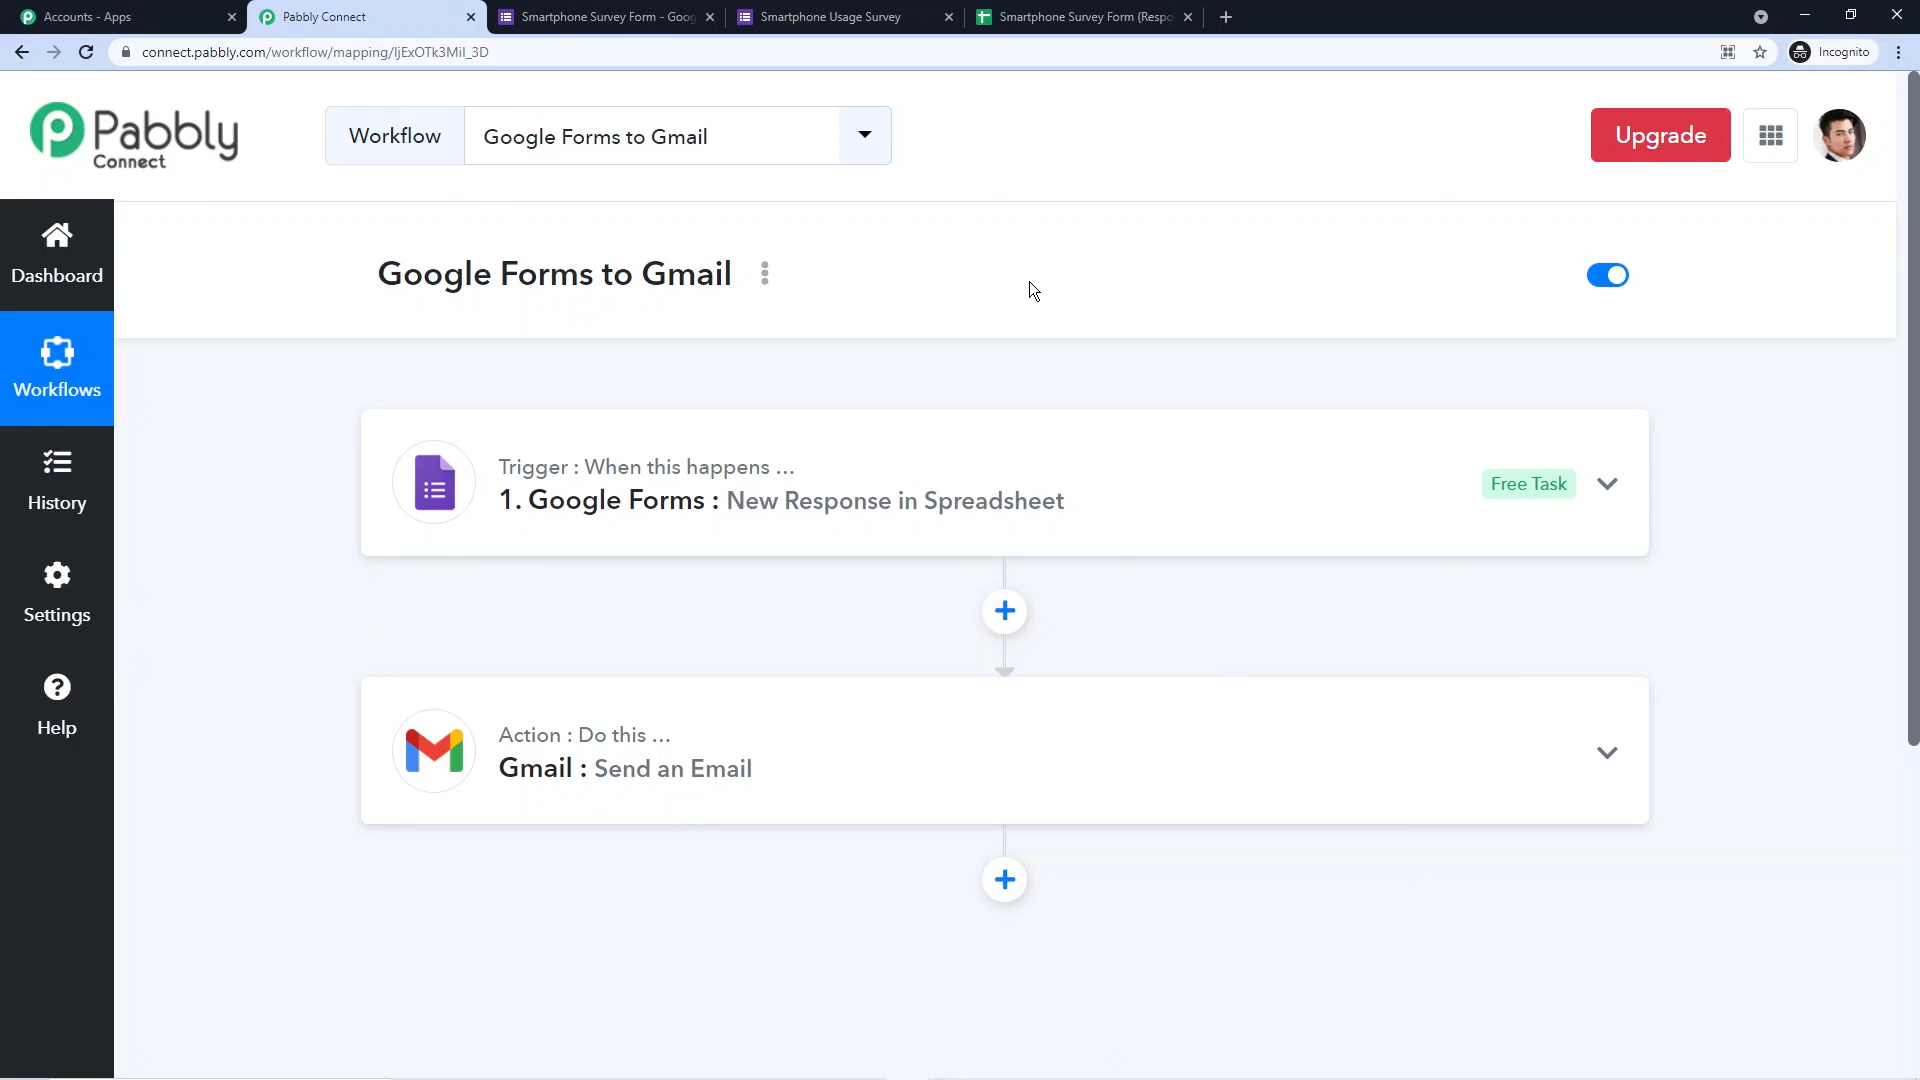 Accounts - Apps
Pabbly Connect
Smartphone Survey Form - Goog
Smartphone Usage Survey
Smartphone Survey Form (Respo
connect.pabbly.com/workflow/mapping/IjExOTk3MiI_3D
Incognito
Pabbly
Connect
Workflow
Google Forms to Gmail
Upgrade
Dashboard
Workflows
History
Settings
Help
Google Forms to Gmail
Trigger : When this happens ...
1. Google Forms : New Response in Spreadsheet
Free Task
Action : Do this ...
Gmail : Send an Email